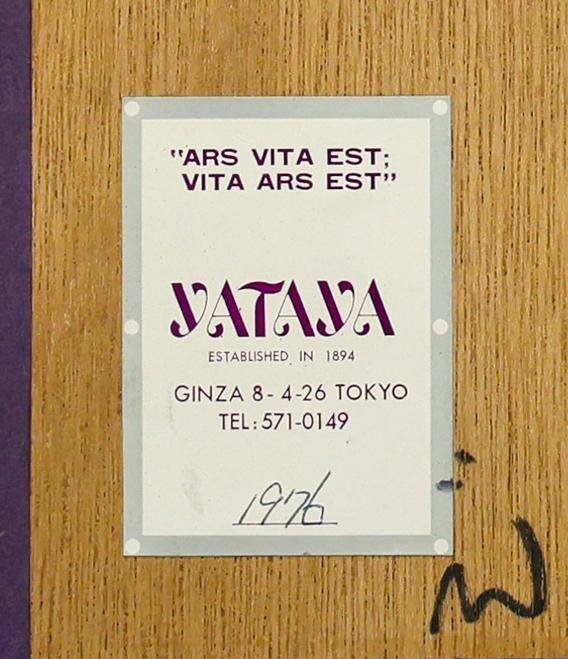 "ARS VITA EST;
VITA ARS EST"
YATAYA
ESTABLISHED IN 1894
GINZA 8-4-26 TOKYO
TEL:571-0149
1976